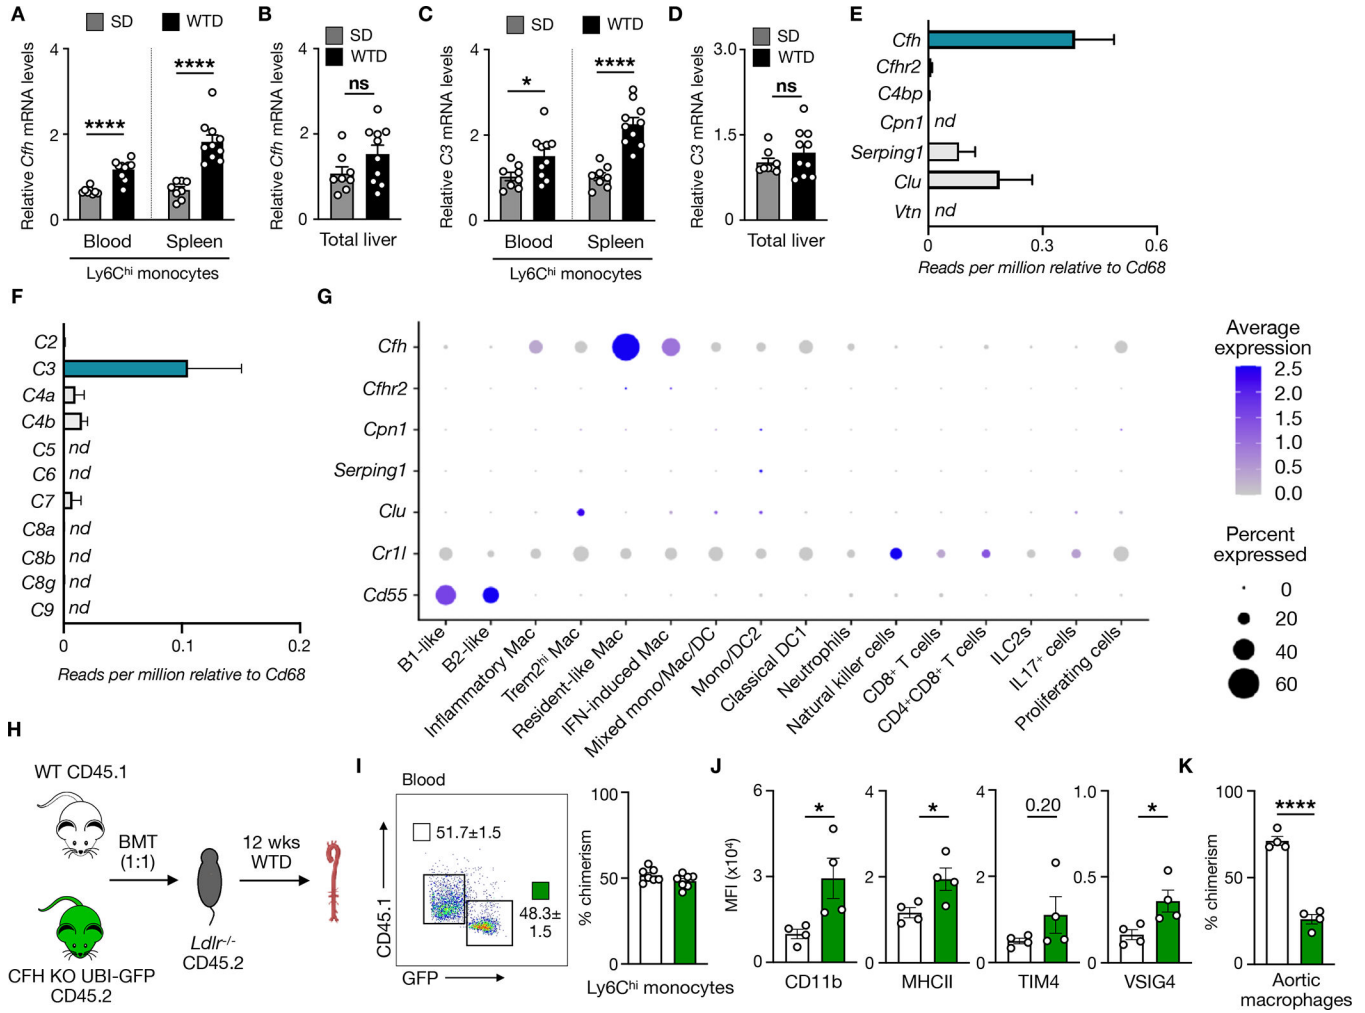 A
SD
WTD
Relative Cfh mRNA levels
4
2
0
****
****
Blood
Spleen
Ly6Chi monocytes
B
SD
WTD
Relative Cfh mRNA levels
4
2
0
ns
Total liver
C
SD
WTD
Relative C3 mRNA levels
4
2
0
*
****
Blood
Spleen
Ly6Chi monocytes
D
SD
WTD
Relative C3 mRNA levels
3.0
1.5
0
ns
Total liver
E
Cfh
Cfhr2
C4bp
Cpn1 nd
Serping1
Clu
Vtn nd
0 0.3 0.6
Reads per million relative to Cd68
F
C2
C3
C4a
C4b
C5 nd
C6 nd
C7
C8a nd
C8b nd
C8g nd
C9 nd
0 0.1 0.2
Reads per million relative to Cd68
G
Cfh
Cfhr2
Cpn1
Serping1
Clu
Cr1l
Cd55
B1-like
B2-like
Inflammatory Mac
Trem2hi Mac
Resident-like Mac
IFN-induced Mac
Mixed mono/Mac/DC
Mono/DC2
Classical DC1
Neutrophils
Natural killer cells
CD8+ T cells
CD4+CD8+ T cells
ILC2s
IL17+ cells
Proliferating cells
Average
expression
2.5
2.0
1.5
1.0
0.5
0.0
Percent
expressed
0
20
40
60
H
WT CD45.1
BMT
(1:1)
12 wks
WTD
Ldlr-/-
CD45.2
CFH KO UBI-GFP
CD45.2
I
Blood
51.7±1.5
48.3±
1.5
CD45.1
GFP
% chimerism
100
50
0
Ly6Chi monocytes
J
MFI (x10⁴)
6
3
0
*
CD11b
4
2
0
*
MHCII
4
2
0
0.20
TIM4
1.0
0.5
0
*
VSIG4
K
% chimerism
100
50
0
****
Aortic
macrophages